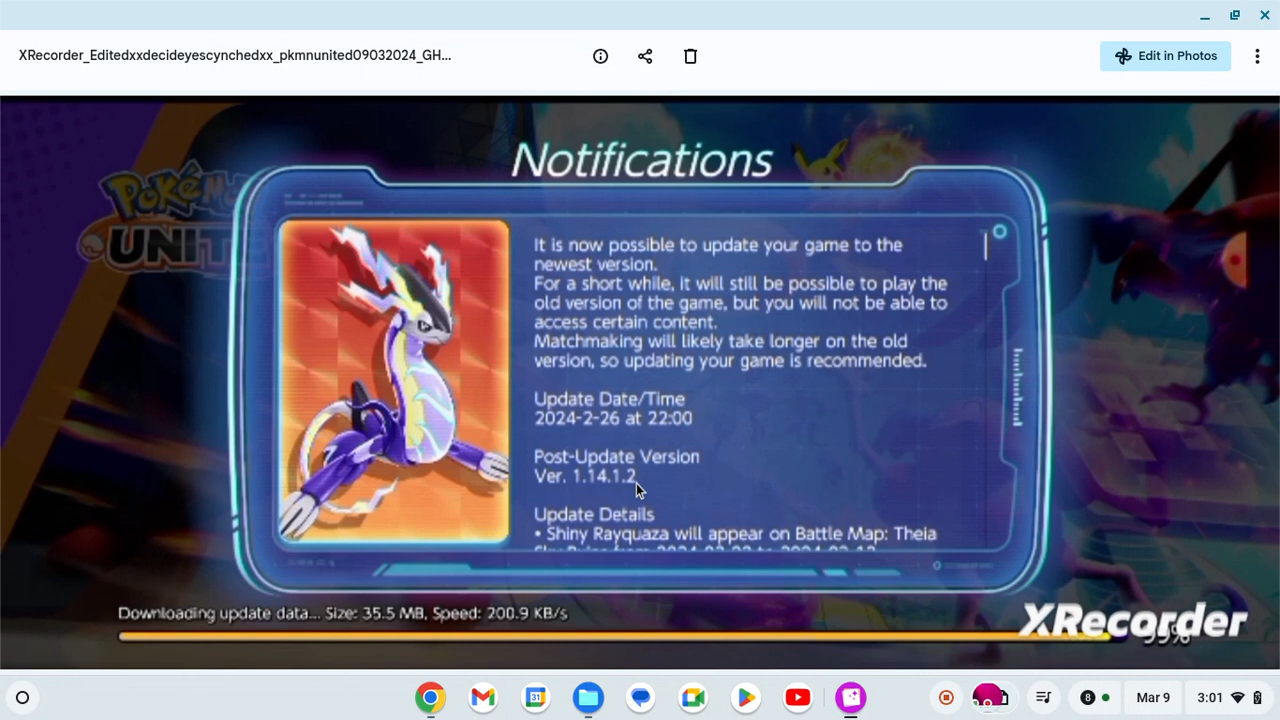 XRecorder_Editedxxdecideyescynchedxx_pkmnunited09032024_GH...
Edit in Photos
Notifications
POKÉMON
UNITE
It is now possible to update your game to the
newest version.
For a short while, it will still be possible to play the
old version of the game, but you will not be able to
access certain content.
Matchmaking will likely take longer on the old
version, so updating your game is recommended.
Update Date/Time
2024-2-26 at 22:00
Post-Update Version
Ver. 1.14.1.2
Update Details
• Shiny Rayquaza will appear on Battle Map: Theia
Downloading update data... Size: 35.5 MB, Speed: 200.9 KB/s
XRecorder
31
8
Mar 9
3:01